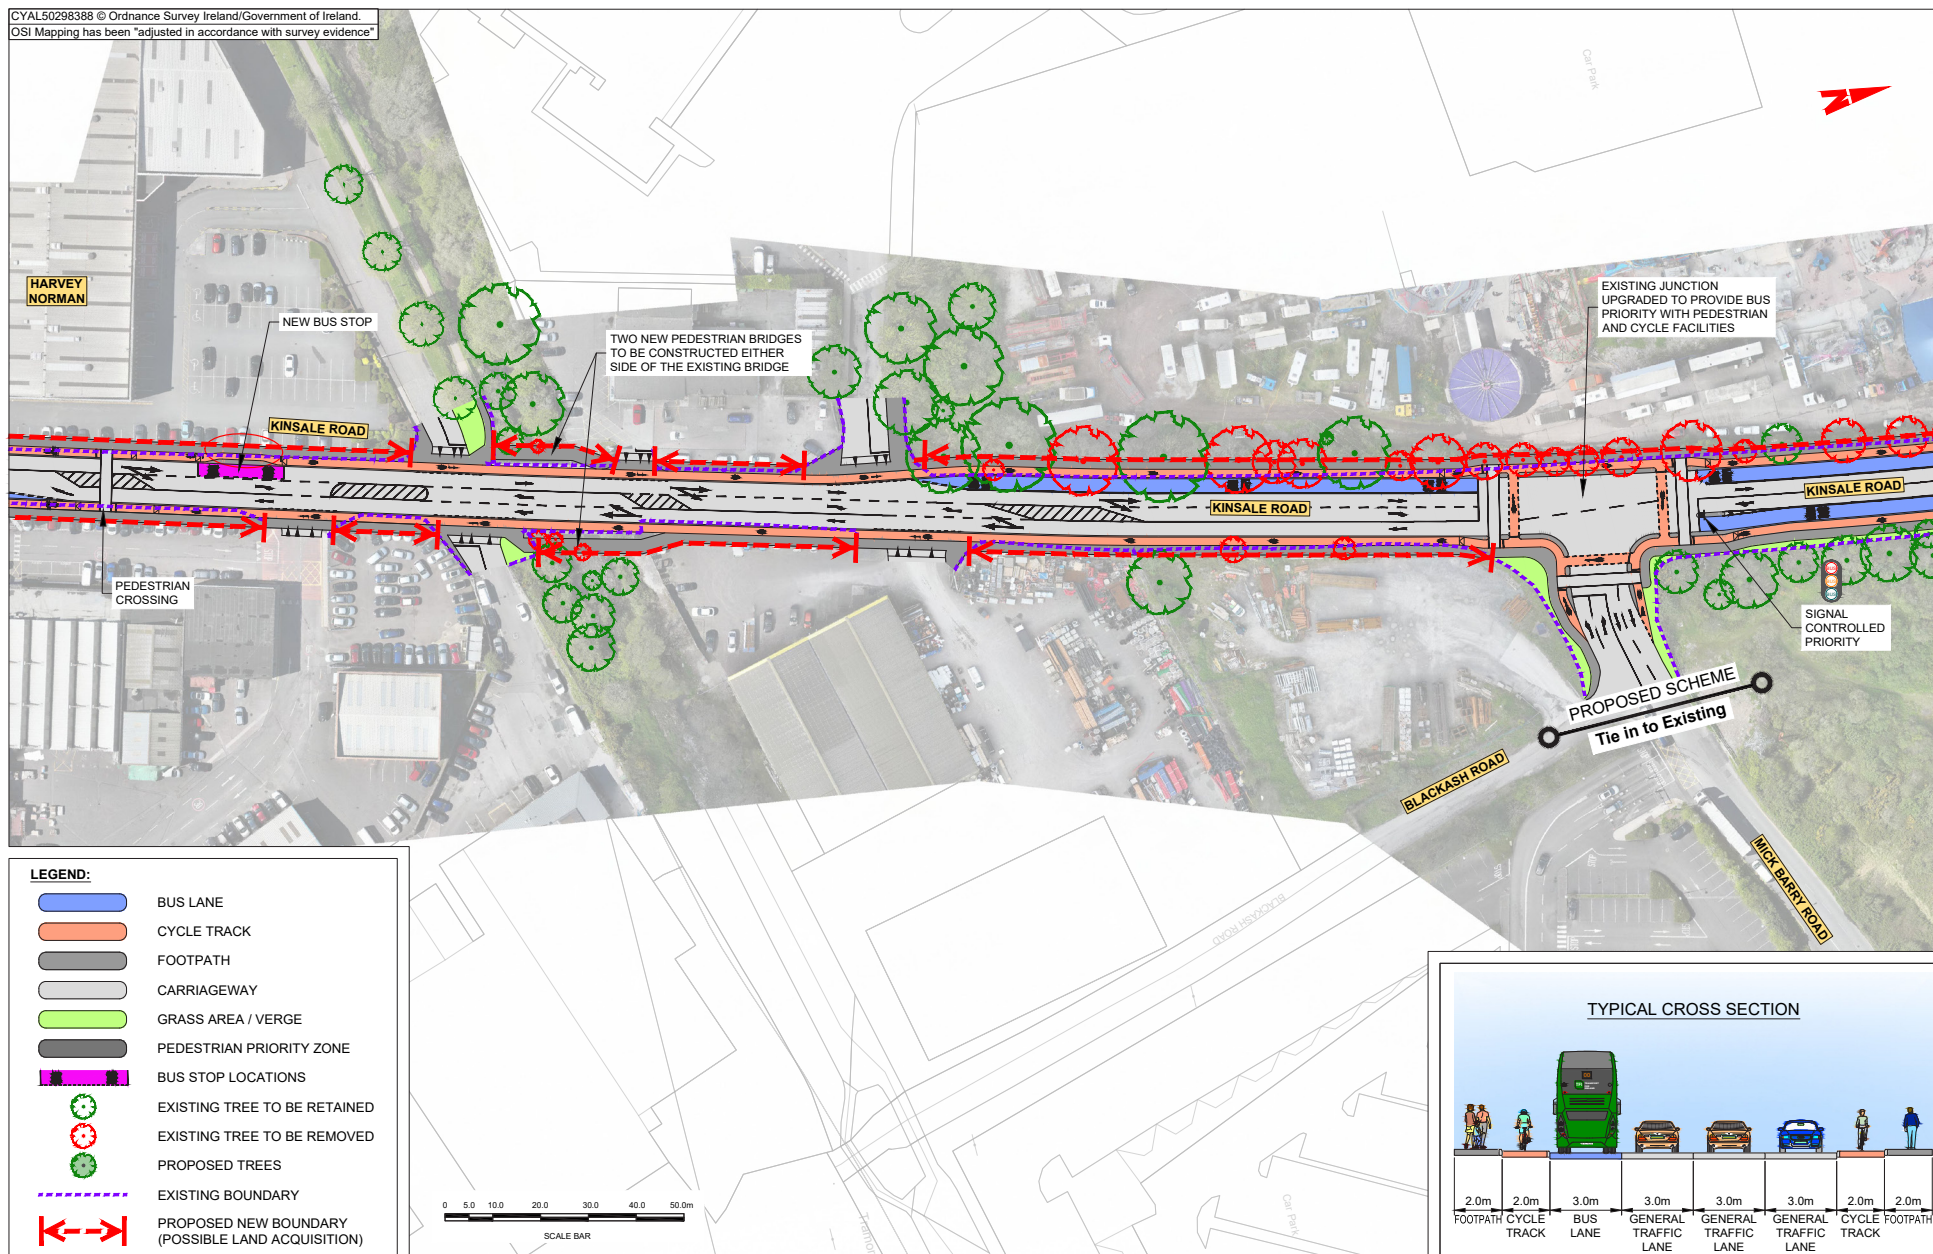 CYAL50298388 © Ordnance Survey Ireland/Government of Ireland.
OSI Mapping has been "adjusted in accordance with survey evidence"
Car Park
N
HARVEY
NORMAN
NEW BUS STOP
KINSALE ROAD
TWO NEW PEDESTRIAN BRIDGES
TO BE CONSTRUCTED EITHER
SIDE OF THE EXISTING BRIDGE
EXISTING JUNCTION
UPGRADED TO PROVIDE BUS
PRIORITY WITH PEDESTRIAN
AND CYCLE FACILITIES
KINSALE ROAD
KINSALE ROAD
PEDESTRIAN
CROSSING
SIGNAL
CONTROLLED
PRIORITY
PROPOSED SCHEME
Tie in to Existing
BLACKASH ROAD
MICK BARRY ROAD
BLACKASH ROAD
Car Park
LEGEND:
BUS LANE
CYCLE TRACK
FOOTPATH
CARRIAGEWAY
GRASS AREA / VERGE
PEDESTRIAN PRIORITY ZONE
BUS STOP LOCATIONS
EXISTING TREE TO BE RETAINED
EXISTING TREE TO BE REMOVED
PROPOSED TREES
EXISTING BOUNDARY
PROPOSED NEW BOUNDARY
(POSSIBLE LAND ACQUISITION)
0 5.0 10.0 20.0 30.0 40.0 50.0m
SCALE BAR
TYPICAL CROSS SECTION
2.0m 2.0m 3.0m 3.0m 3.0m 3.0m 2.0m 2.0m
FOOTPATH CYCLE TRACK BUS LANE GENERAL TRAFFIC LANE GENERAL TRAFFIC LANE GENERAL TRAFFIC LANE CYCLE TRACK FOOTPATH